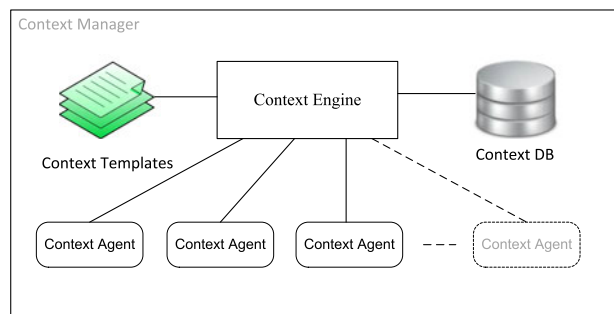 Context Manager
Context Engine
Context Templates
Context DB
Context Agent
Context Agent
Context Agent
Context Agent